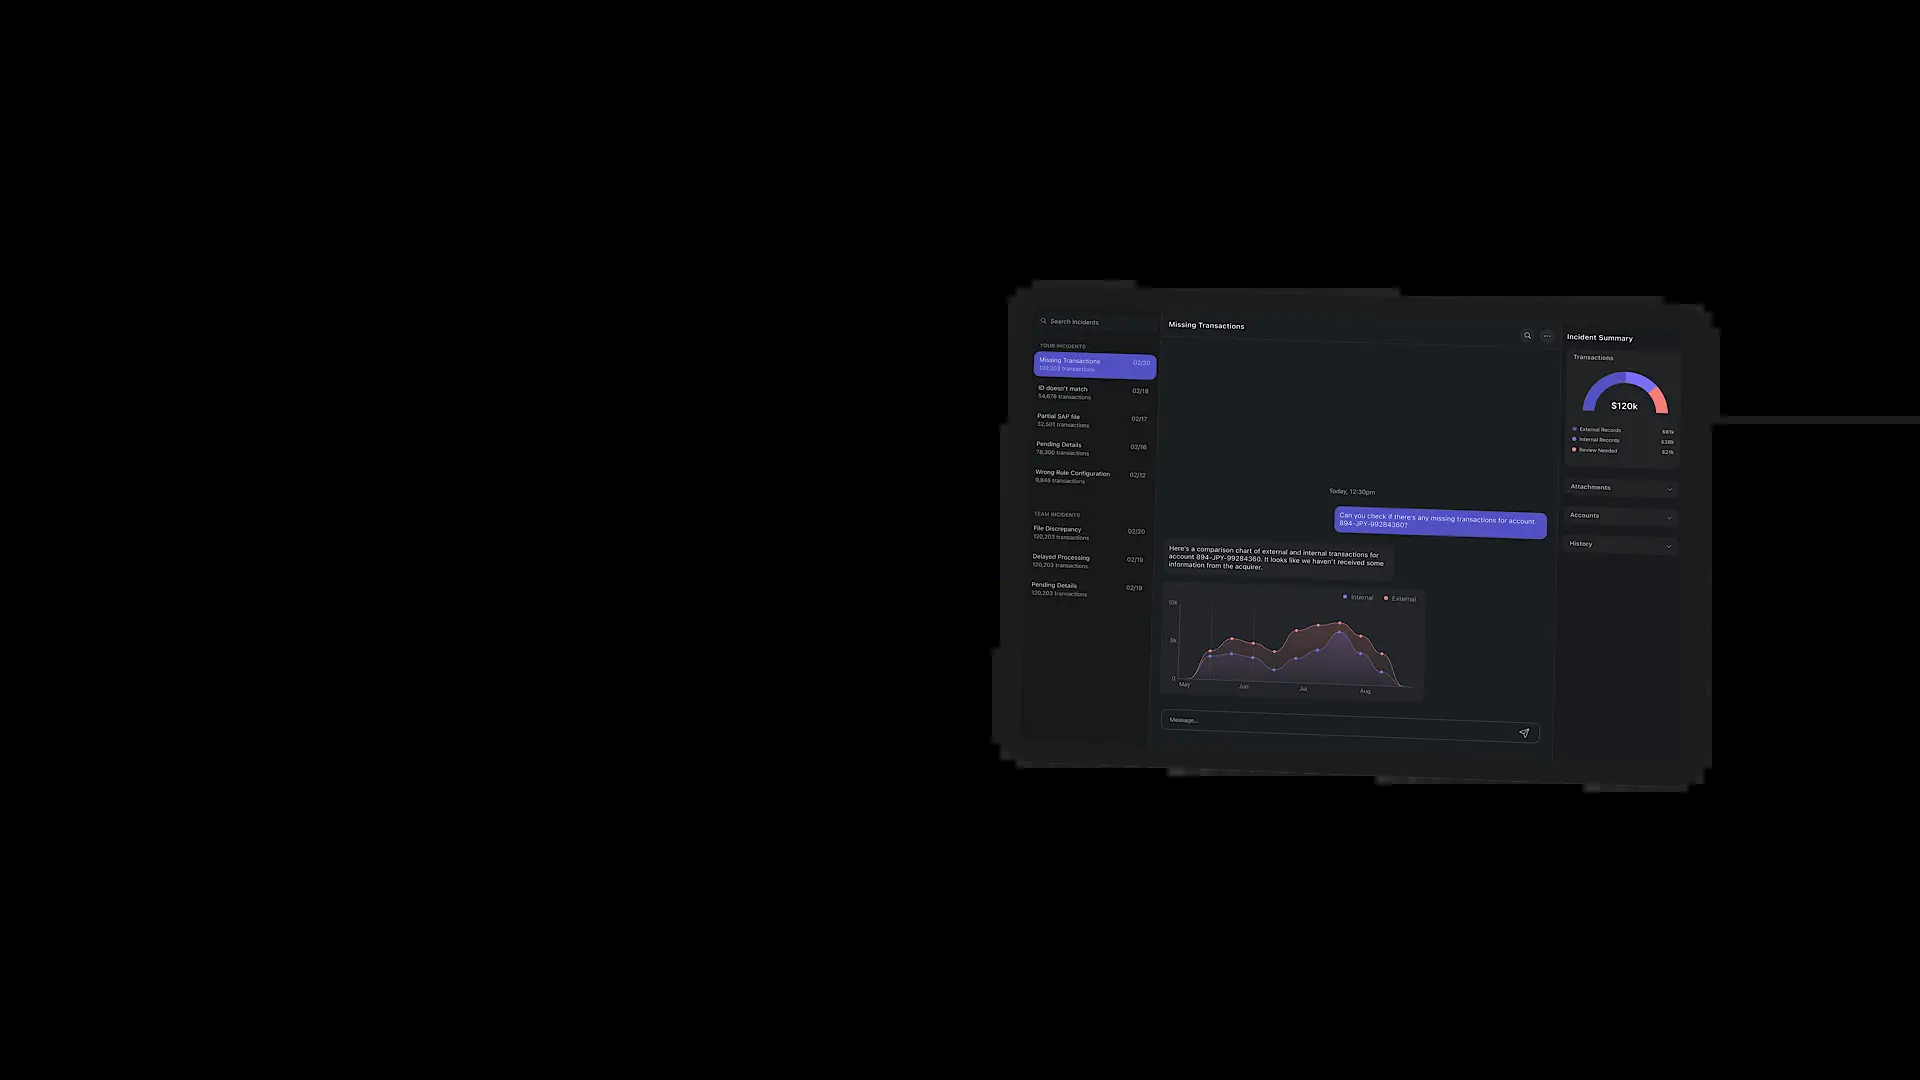 Search Incidents
YOUR INCIDENTS
Missing Transactions 02/20
120,203 transactions
ID doesn't match 02/18
54,678 transactions
Partial SAP file 02/17
32,501 transactions
Pending Details 02/16
78,300 transactions
Wrong Rule Configuration 02/12
9,846 transactions
TEAM INCIDENTS
File Discrepancy 02/20
120,203 transactions
Delayed Processing 02/19
120,203 transactions
Pending Details 02/19
120,203 transactions
Missing Transactions
Today, 12:30pm
Can you check if there's any missing transactions for account
894-JPY-99284360?
Here's a comparison chart of external and internal transactions for
account 894-JPY-99284360. It looks like we haven't received some
information from the acquirer.
Internal External
10k
5k
0
May Jun Jul Aug
Message...
Incident Summary
Transactions
$120k
External Records $61k
Internal Records $38k
Review Needed $21k
Attachments
Accounts
History